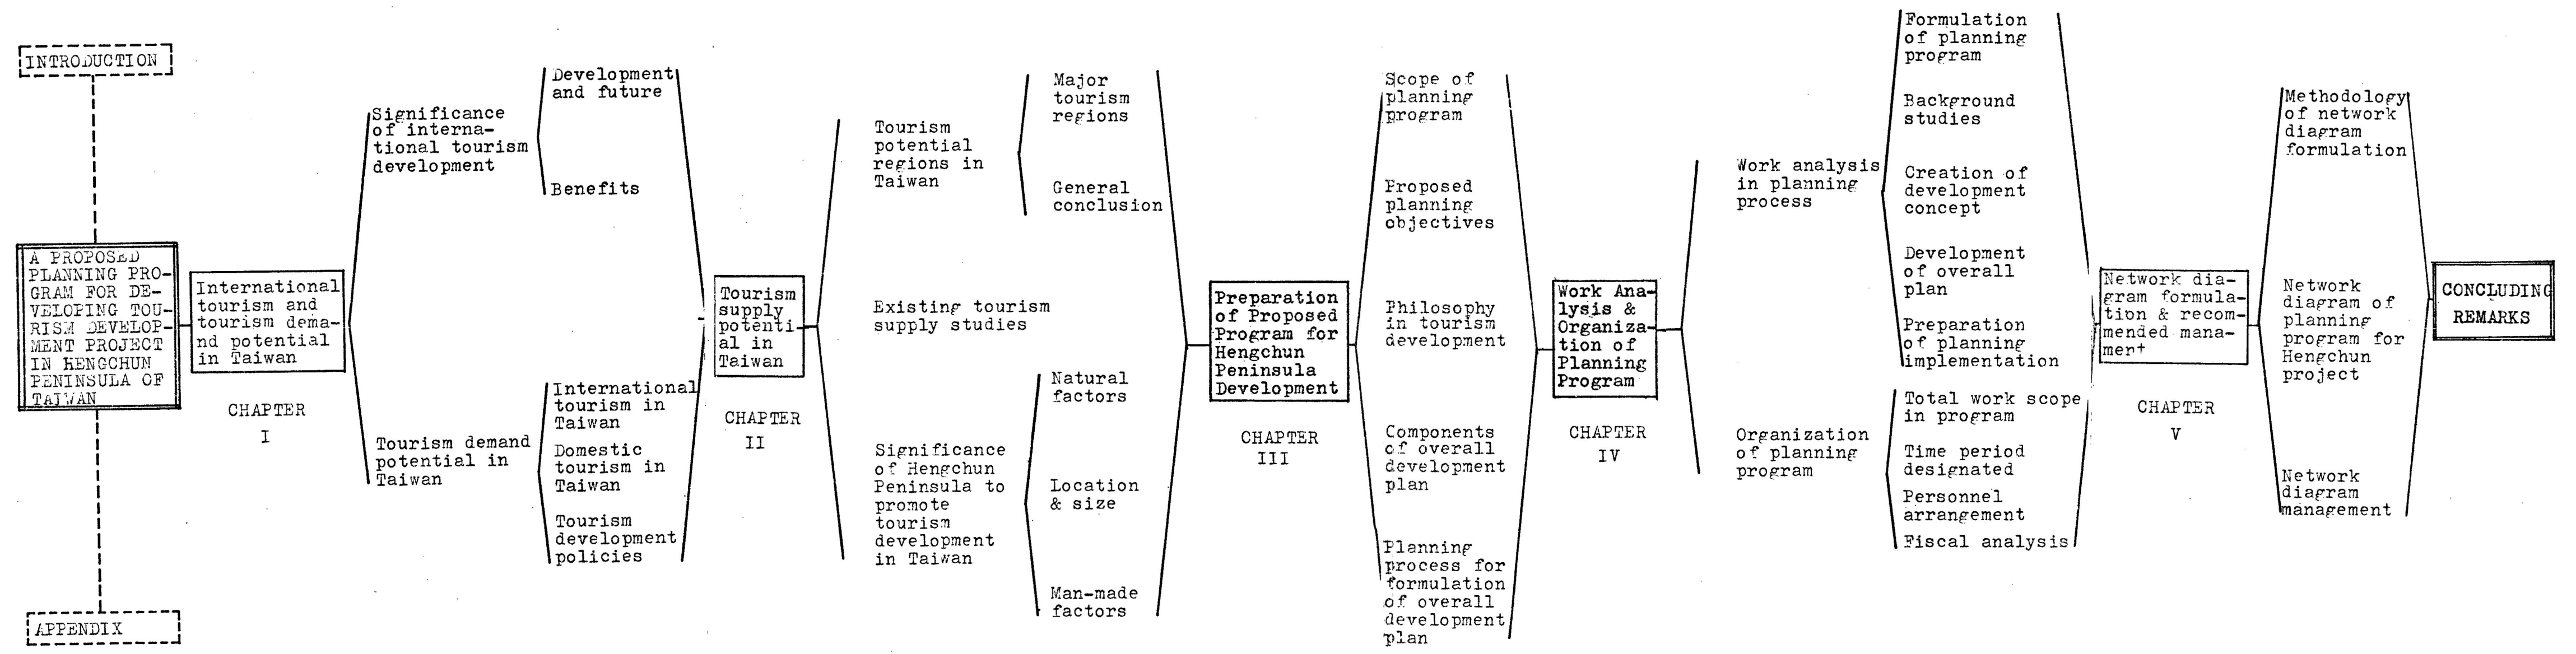 INTRODUCTION
A PROPOSED
PLANNING PRO-
GRAM FOR DE-
VELOPING TOU-
RISM DEVELOP-
MENT PROJECT
IN HENGCHUN
PENINSULA OF
TAIWAN
APPENDIX
International
tourism and
tourism dema-
nd potential
in Taiwan
CHAPTER
I
Significance
of interna-
tional tourism
development
Development
and future
Benefits
Tourism demand
potential in
Taiwan
International
tourism in
Taiwan
Domestic
tourism in
Taiwan
Tourism
development
policies
Tourism
supply
potenti-
al in
Taiwan
CHAPTER
II
Tourism
potential
regions in
Taiwan
Major
tourism
regions
General
conclusion
Existing tourism
supply studies
Significance
of Hengchun
Peninsula to
promote
tourism
development
in Taiwan
Natural
factors
Location
& size
Man-made
factors
Preparation
of Proposed
Program for
Hengchun
Peninsula
Development
CHAPTER
III
Scope of
planning
program
Proposed
planning
objectives
Philosophy
in tourism
development
Components
of overall
development
plan
Planning
process for
formulation
of overall
development
plan
Work Ana-
lysis &
Organiza-
tion of
Planning
Program
CHAPTER
IV
Work analysis
in planning
process
Formulation
of planning
program
Background
studies
Creation of
development
concept
Development
of overall
plan
Preparation
of planning
implementation
Organization
of planning
program
Total work scope
in program
Time period
designated
Personnel
arrangement
Fiscal analysis
Network dia-
gram formula-
tion & recom-
mended mana-
ment
CHAPTER
V
Methodology
of network
diagram
formulation
Network
diagram of
planning
program for
Hengchun
project
Network
diagram
management
CONCLUDING
REMARKS